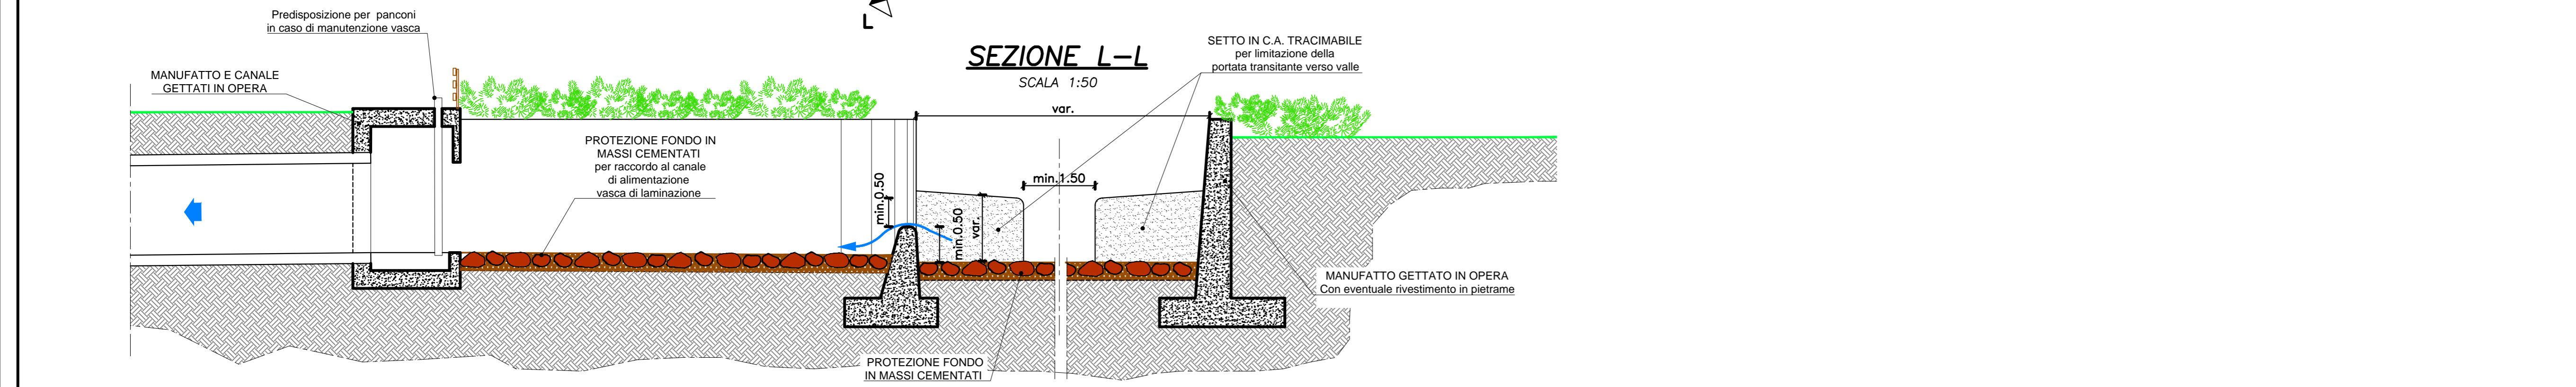 Predisposizione per panconi
in caso di manutenzione vasca
L
SEZIONE L-L
SCALA 1:50
SETTO IN C.A. TRACIMABILE
per limitazione della
portata transitante verso valle
MANUFATTO E CANALE
GETTATI IN OPERA
var.
PROTEZIONE FONDO IN
MASSI CEMENTATI
per raccordo al canale
di alimentazione
vasca di laminazione
min.0.50
min.0.50
var.
min.1.50
MANUFATTO GETTATO IN OPERA
Con eventuale rivestimento in pietrame
PROTEZIONE FONDO
IN MASSI CEMENTATI